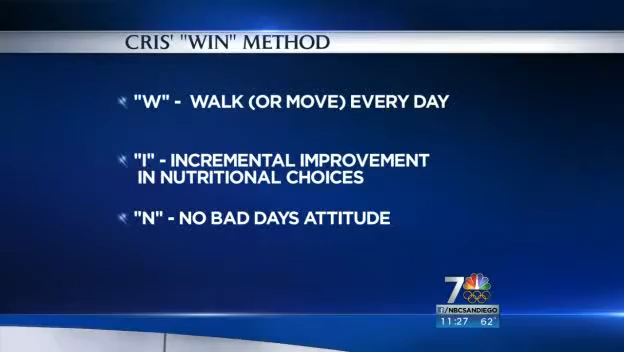 CRIS' "WIN" METHOD
"W" - WALK (OR MOVE) EVERY DAY
"I" - INCREMENTAL IMPROVEMENT
IN NUTRITIONAL CHOICES
"N" - NO BAD DAYS ATTITUDE
7
f/NBCSANDIEGO
11:27 62°